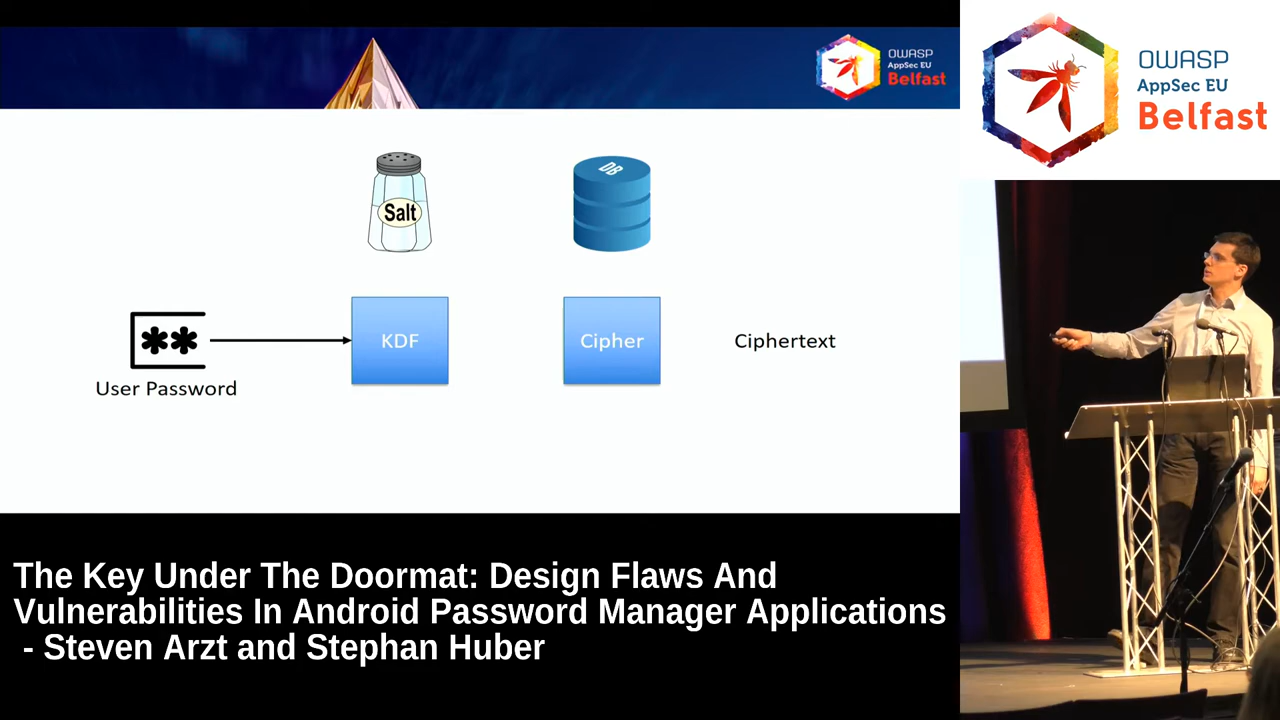 OWASP
AppSec EU
Belfast
OWASP
AppSec EU
Belfast
DB
Salt
KDF
Cipher
Ciphertext
**
User Password
The Key Under The Doormat: Design Flaws And
Vulnerabilities In Android Password Manager Applications
- Steven Arzt and Stephan Huber